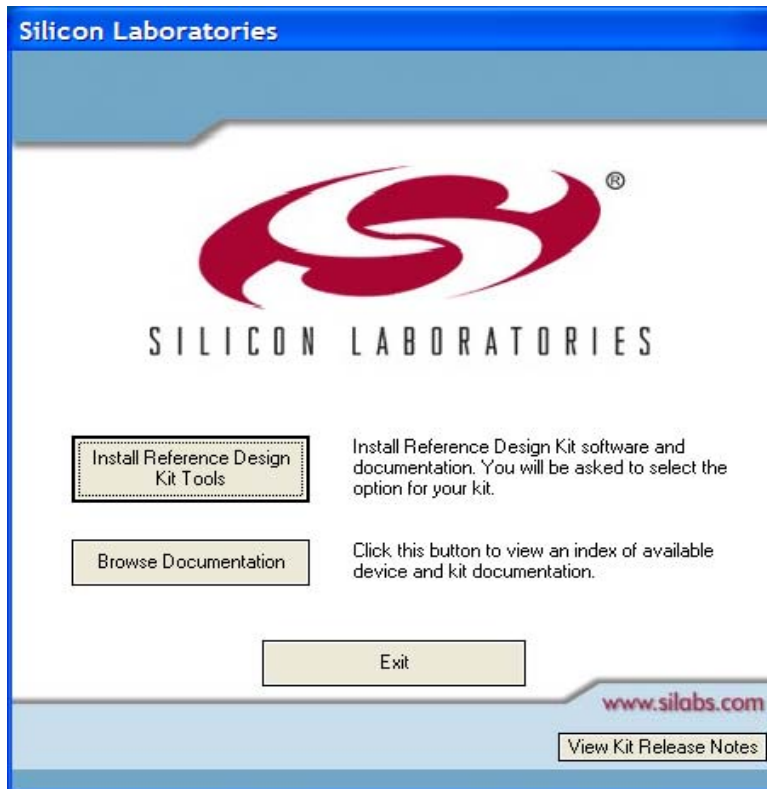 Silicon Laboratories
®
SILICON LABORATORIES
Install Reference Design
Kit Tools
Install Reference Design Kit software and
documentation. You will be asked to select the
option for your kit.
Browse Documentation
Click this button to view an index of available
device and kit documentation.
Exit
www.silabs.com
View Kit Release Notes